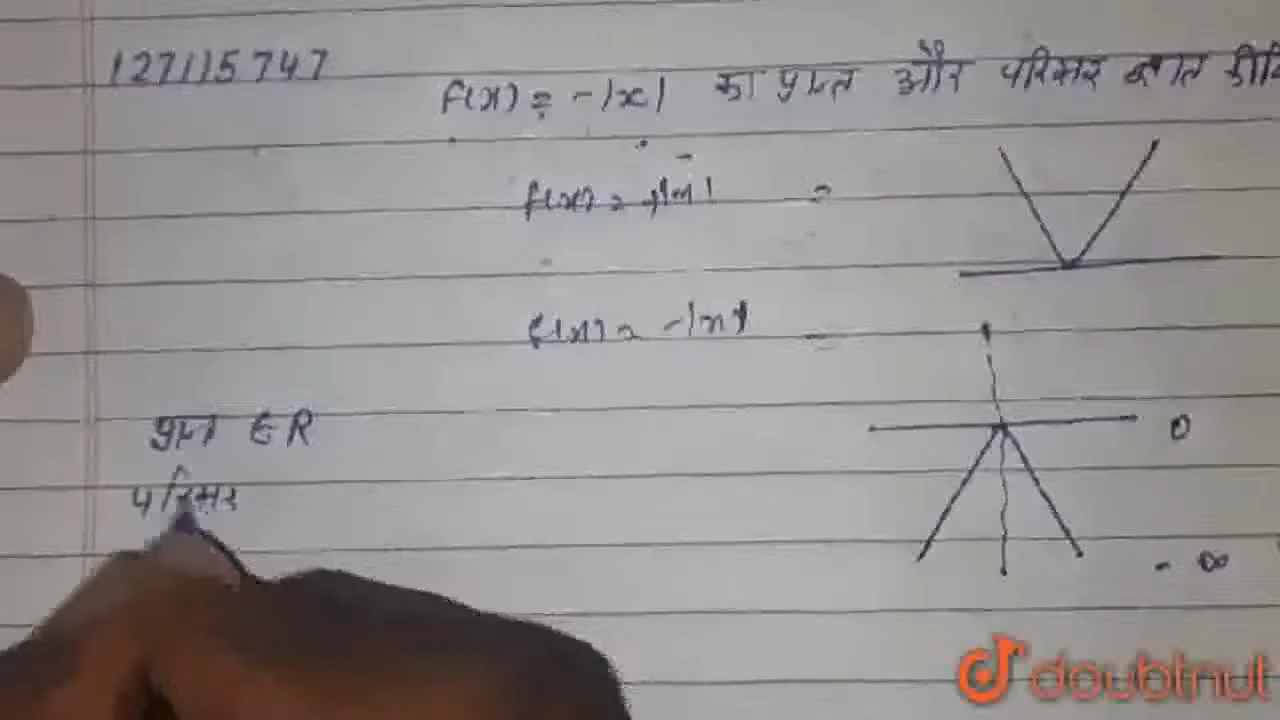 127115747
f(x) = -|x| का प्रान्त और परिसर ज्ञात कीजि
f(x) = |x| =
f(x) = -|x|
0
प्रान्त ∈ R
परिसर
- ∞
doubtnut